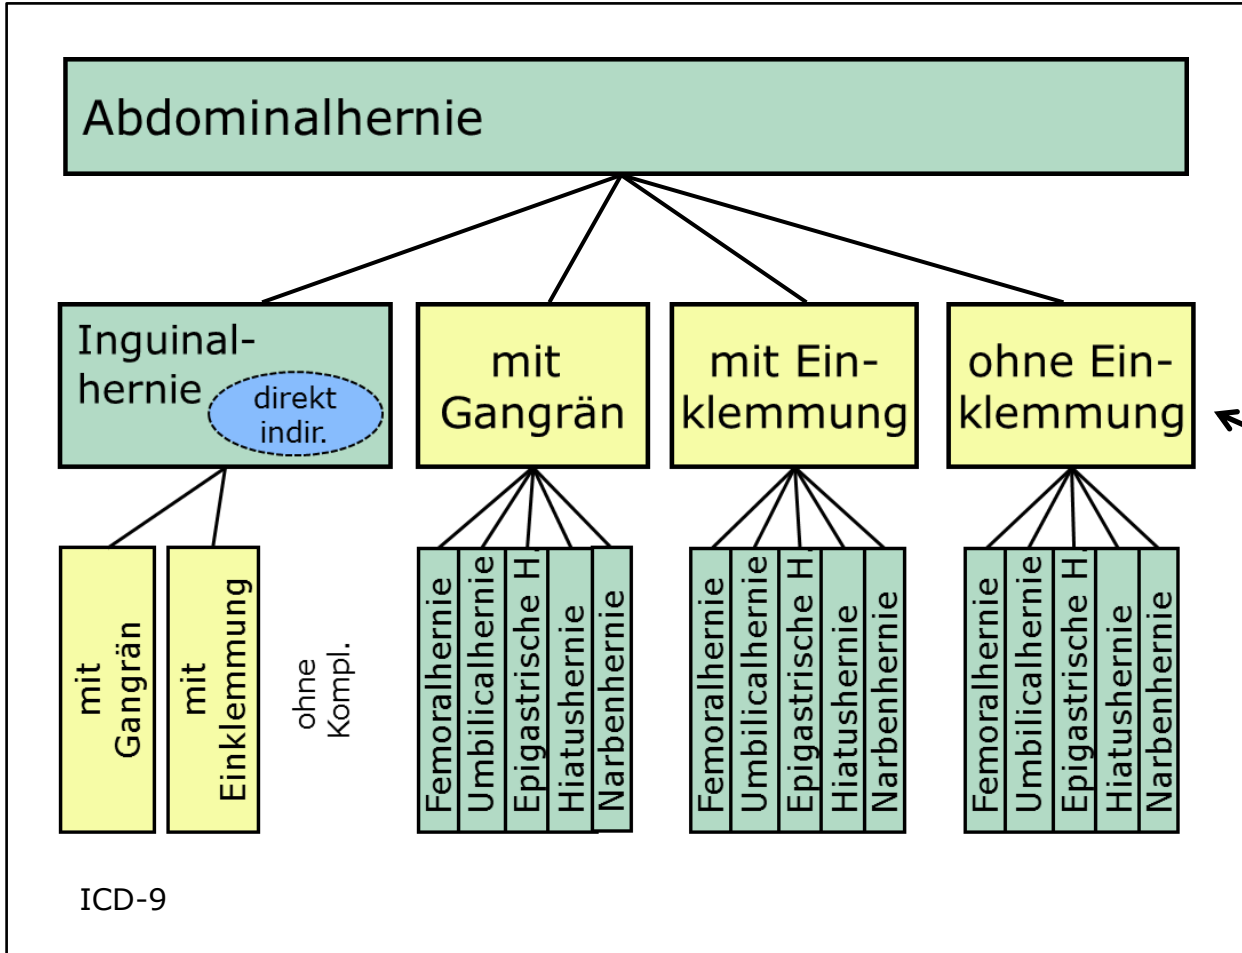 Abdominalhernie
Inguinal-
hernie
direkt
indir.
mit
Gangrän
mit Ein-
klemmung
ohne Ein-
klemmung
mit
Gangrän
mit
Einklemmung
ohne
Kompl.
Femoralhernie
Umbilicalhernie
Epigastrische H.
Hiatushernie
Narbenhernie
Femoralhernie
Umbilicalhernie
Epigastrische H.
Hiatushernie
Narbenhernie
Femoralhernie
Umbilicalhernie
Epigastrische H.
Hiatushernie
Narbenhernie
ICD-9